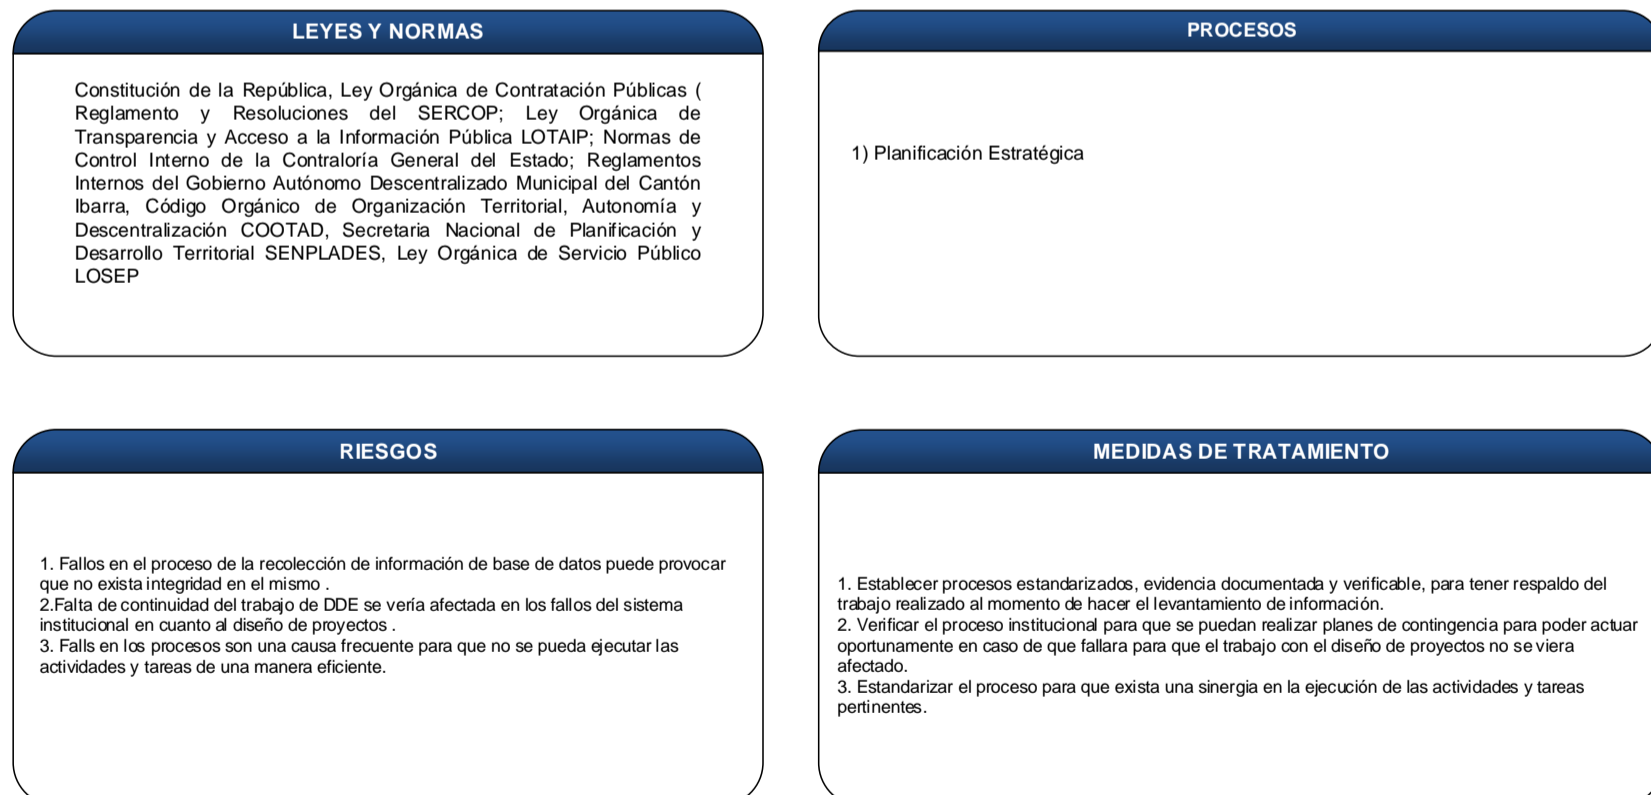 LEYES Y NORMAS
Constitución de la República, Ley Orgánica de Contratación Públicas (
Reglamento y Resoluciones del SERCOP; Ley Orgánica de
Transparencia y Acceso a la Información Pública LOTAIP; Normas de
Control Interno de la Contraloría General del Estado; Reglamentos
Internos del Gobierno Autónomo Descentralizado Municipal del Cantón
Ibarra, Código Orgánico de Organización Territorial, Autonomía y
Descentralización COOTAD, Secretaria Nacional de Planificación y
Desarrollo Territorial SENPLADES, Ley Orgánica de Servicio Público
LOSEP
PROCESOS
1) Planificación Estratégica
RIESGOS
1. Fallos en el proceso de la recolección de información de base de datos puede provocar
que no exista integridad en el mismo .
2.Falta de continuidad del trabajo de DDE se vería afectada en los fallos del sistema
institucional en cuanto al diseño de proyectos .
3. Falls en los procesos son una causa frecuente para que no se pueda ejecutar las
actividades y tareas de una manera eficiente.
MEDIDAS DE TRATAMIENTO
1. Establecer procesos estandarizados, evidencia documentada y verificable, para tener respaldo del
trabajo realizado al momento de hacer el levantamiento de información.
2. Verificar el proceso institucional para que se puedan realizar planes de contingencia para poder actuar
oportunamente en caso de que fallara para que el trabajo con el diseño de proyectos no se viera
afectado.
3. Estandarizar el proceso para que exista una sinergia en la ejecución de las actividades y tareas
pertinentes.